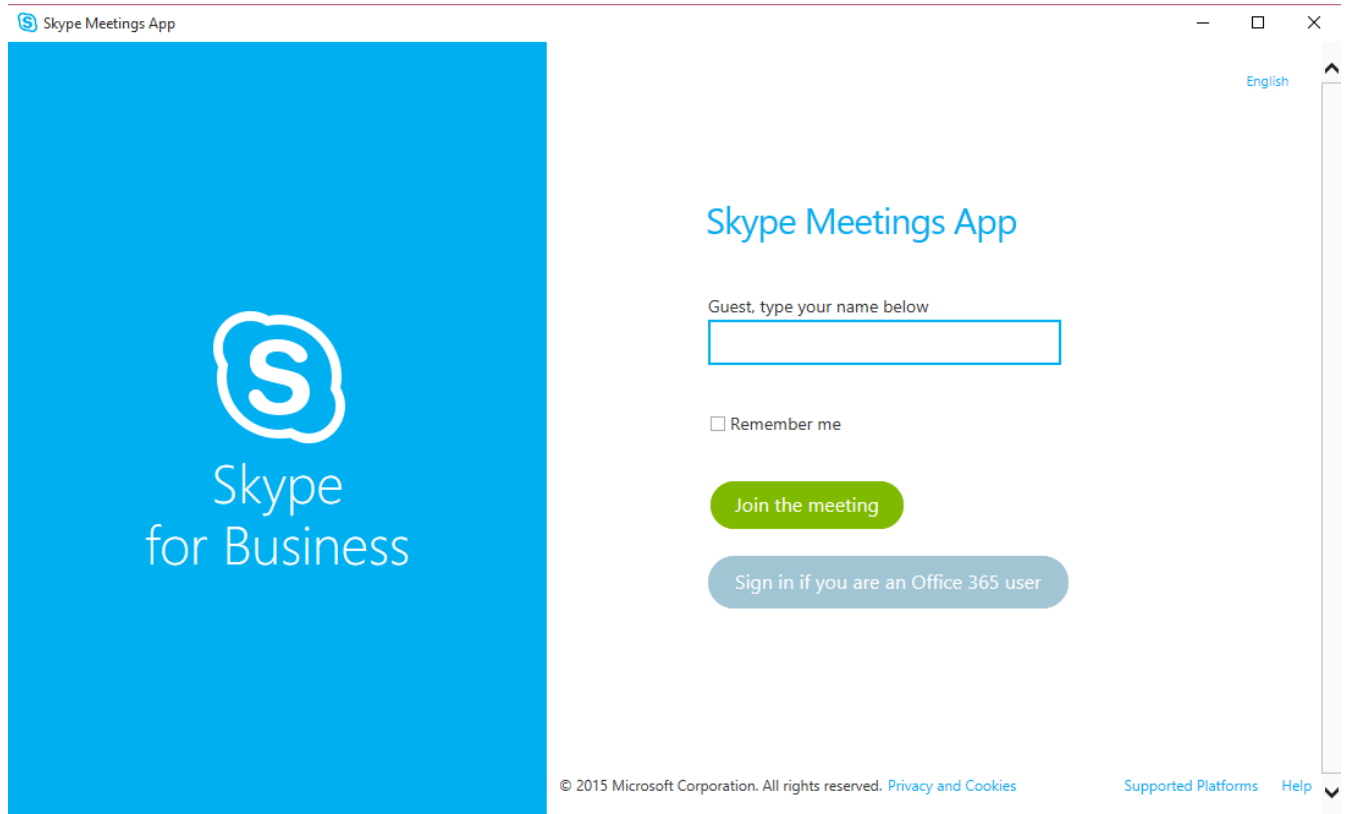 Skype Meetings App
English
Skype
for Business
Skype Meetings App
Guest, type your name below
Remember me
Join the meeting
Sign in if you are an Office 365 user
© 2015 Microsoft Corporation. All rights reserved. Privacy and Cookies Supported Platforms Help